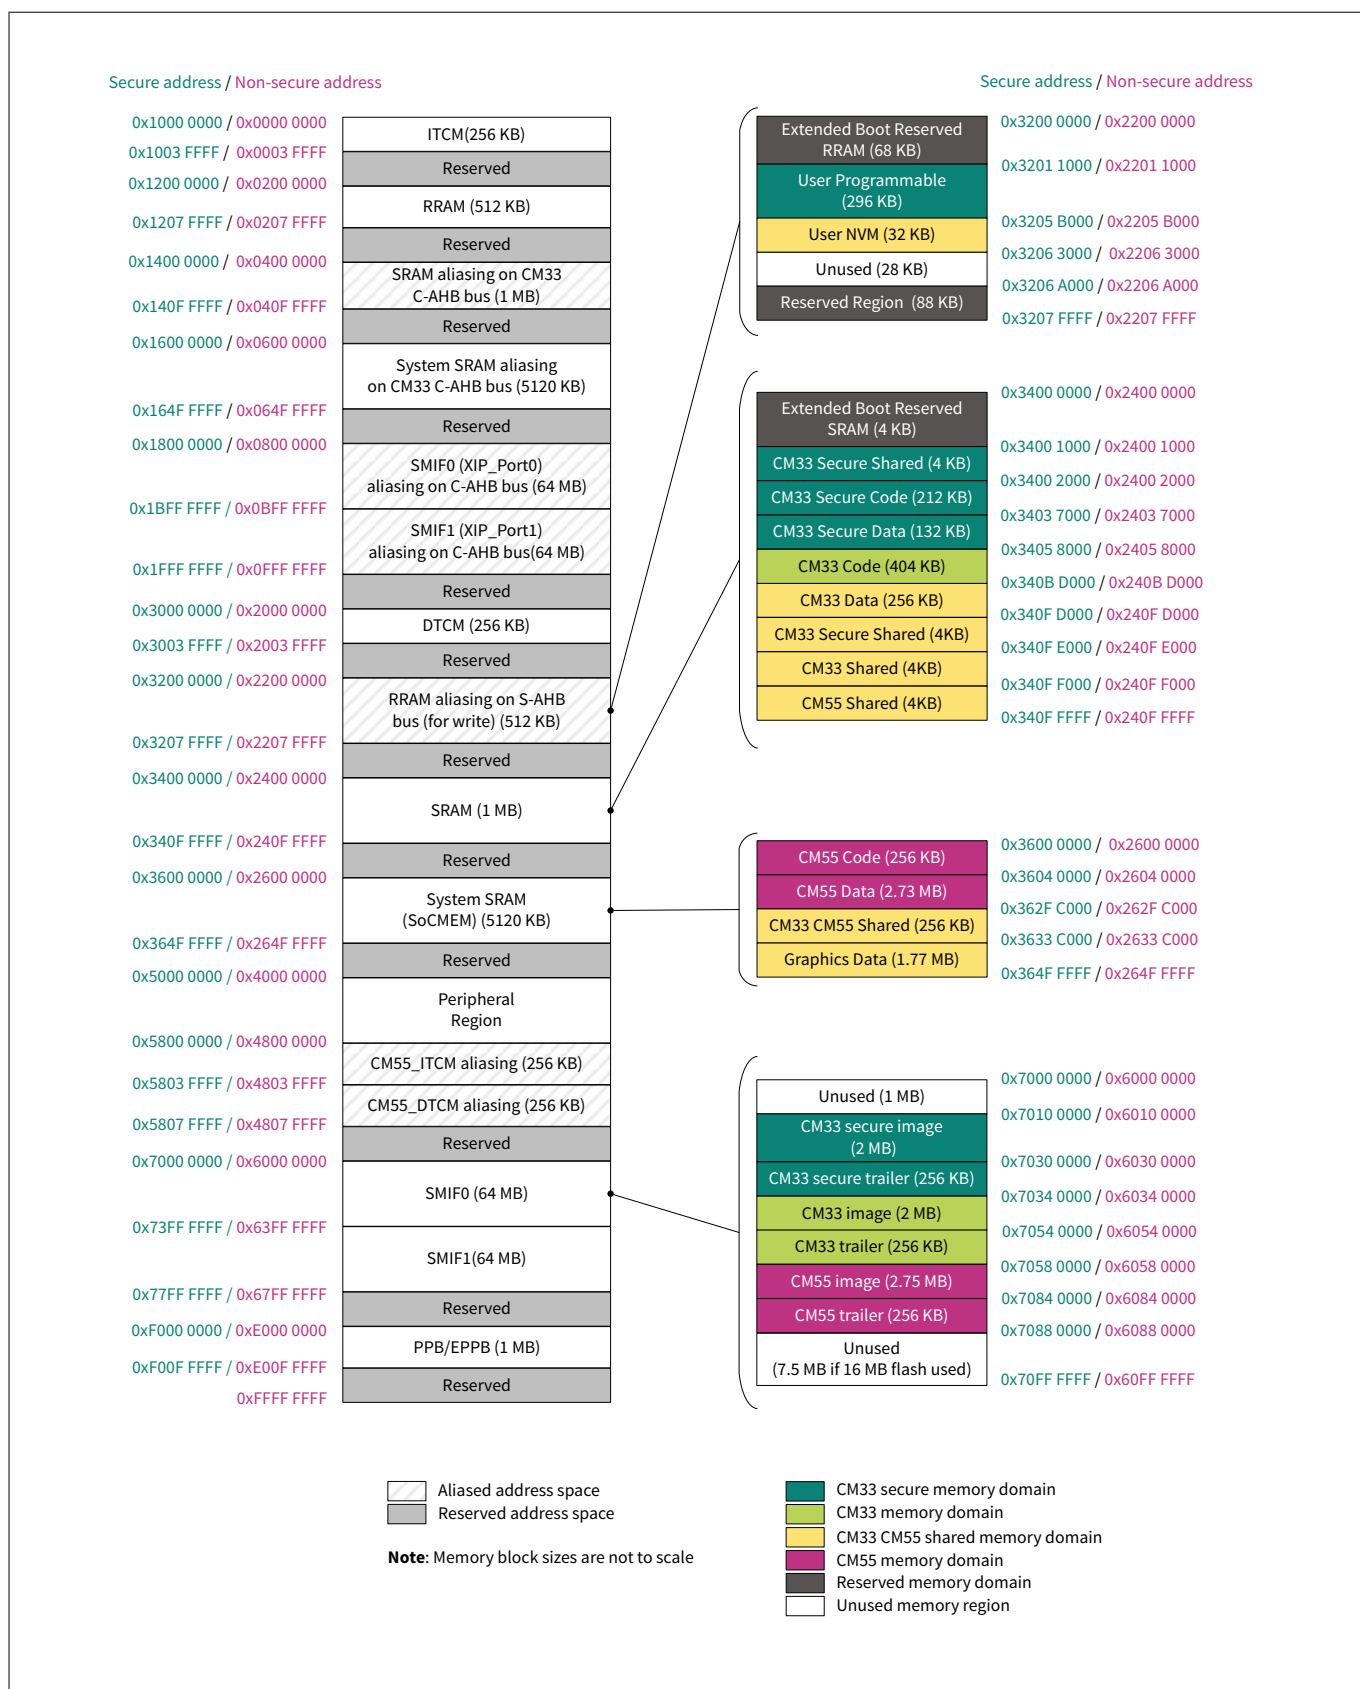 Secure address / Non-secure address
0x1000 0000 / 0x0000 0000
ITCM(256 KB)
0x1003 FFFF / 0x0003 FFFF
Reserved
0x1200 0000 / 0x0200 0000
RRAM (512 KB)
0x1207 FFFF / 0x0207 FFFF
Reserved
0x1400 0000 / 0x0400 0000
SRAM aliasing on CM33
C-AHB bus (1 MB)
0x140F FFFF / 0x040F FFFF
Reserved
0x1600 0000 / 0x0600 0000
System SRAM aliasing
on CM33 C-AHB bus (5120 KB)
0x164F FFFF / 0x064F FFFF
Reserved
0x1800 0000 / 0x0800 0000
SMIF0 (XIP_Port0)
aliasing on C-AHB bus (64 MB)
0x1BFF FFFF / 0x0BFF FFFF
SMIF1 (XIP_Port1)
aliasing on C-AHB bus(64 MB)
0x1FFF FFFF / 0x0FFF FFFF
Reserved
0x3000 0000 / 0x2000 0000
DTCM (256 KB)
0x3003 FFFF / 0x2003 FFFF
Reserved
0x3200 0000 / 0x2200 0000
RRAM aliasing on S-AHB
bus (for write) (512 KB)
0x3207 FFFF / 0x2207 FFFF
Reserved
0x3400 0000 / 0x2400 0000
SRAM (1 MB)
0x340F FFFF / 0x240F FFFF
Reserved
0x3600 0000 / 0x2600 0000
System SRAM
(SoCMEM) (5120 KB)
0x364F FFFF / 0x264F FFFF
Reserved
0x5000 0000 / 0x4000 0000
Peripheral
Region
0x5800 0000 / 0x4800 0000
CM55_ITCM aliasing (256 KB)
0x5803 FFFF / 0x4803 FFFF
CM55_DTCM aliasing (256 KB)
0x5807 FFFF / 0x4807 FFFF
Reserved
0x7000 0000 / 0x6000 0000
SMIF0 (64 MB)
0x73FF FFFF / 0x63FF FFFF
SMIF1(64 MB)
0x77FF FFFF / 0x67FF FFFF
Reserved
0xF000 0000 / 0xE000 0000
PPB/EPPB (1 MB)
0xF00F FFFF / 0xE00F FFFF
Reserved
0xFFFF FFFF
Secure address / Non-secure address
Extended Boot Reserved
RRAM (68 KB)
0x3200 0000 / 0x2200 0000
0x3201 1000 / 0x2201 1000
User Programmable
(296 KB)
0x3205 B000 / 0x2205 B000
User NVM (32 KB)
0x3206 3000 / 0x2206 3000
Unused (28 KB)
0x3206 A000 / 0x2206 A000
Reserved Region (88 KB)
0x3207 FFFF / 0x2207 FFFF
0x3400 0000 / 0x2400 0000
Extended Boot Reserved
SRAM (4 KB)
0x3400 1000 / 0x2400 1000
CM33 Secure Shared (4 KB)
0x3400 2000 / 0x2400 2000
CM33 Secure Code (212 KB)
0x3403 7000 / 0x2403 7000
CM33 Secure Data (132 KB)
0x3405 8000 / 0x2405 8000
CM33 Code (404 KB)
0x340B D000 / 0x240B D000
CM33 Data (256 KB)
0x340F D000 / 0x240F D000
CM33 Secure Shared (4KB)
0x340F E000 / 0x240F E000
CM33 Shared (4KB)
0x340F F000 / 0x240F F000
CM55 Shared (4KB)
0x340F FFFF / 0x240F FFFF
0x3600 0000 / 0x2600 0000
CM55 Code (256 KB)
0x3604 0000 / 0x2604 0000
CM55 Data (2.73 MB)
0x362F C000 / 0x262F C000
CM33 CM55 Shared (256 KB)
0x3633 C000 / 0x2633 C000
Graphics Data (1.77 MB)
0x364F FFFF / 0x264F FFFF
0x7000 0000 / 0x6000 0000
Unused (1 MB)
0x7010 0000 / 0x6010 0000
CM33 secure image
(2 MB)
0x7030 0000 / 0x6030 0000
CM33 secure trailer (256 KB)
0x7034 0000 / 0x6034 0000
CM33 image (2 MB)
0x7054 0000 / 0x6054 0000
CM33 trailer (256 KB)
0x7058 0000 / 0x6058 0000
CM55 image (2.75 MB)
0x7084 0000 / 0x6084 0000
CM55 trailer (256 KB)
0x7088 0000 / 0x6088 0000
Unused
(7.5 MB if 16 MB flash used)
0x70FF FFFF / 0x60FF FFFF
Aliased address space
Reserved address space
Note: Memory block sizes are not to scale
CM33 secure memory domain
CM33 memory domain
CM33 CM55 shared memory domain
CM55 memory domain
Reserved memory domain
Unused memory region